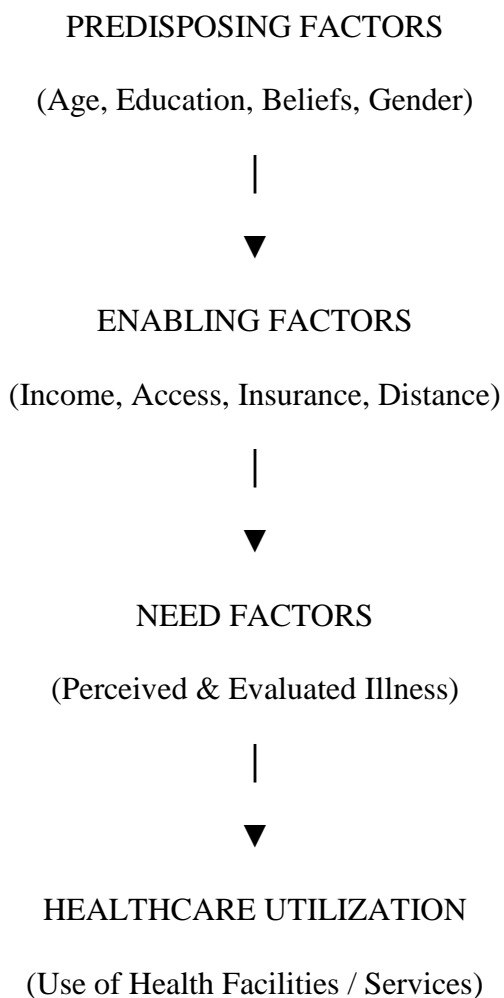 PREDISPOSING FACTORS
(Age, Education, Beliefs, Gender)
│
▼
ENABLING FACTORS
(Income, Access, Insurance, Distance)
│
▼
NEED FACTORS
(Perceived & Evaluated Illness)
│
▼
HEALTHCARE UTILIZATION
(Use of Health Facilities / Services)